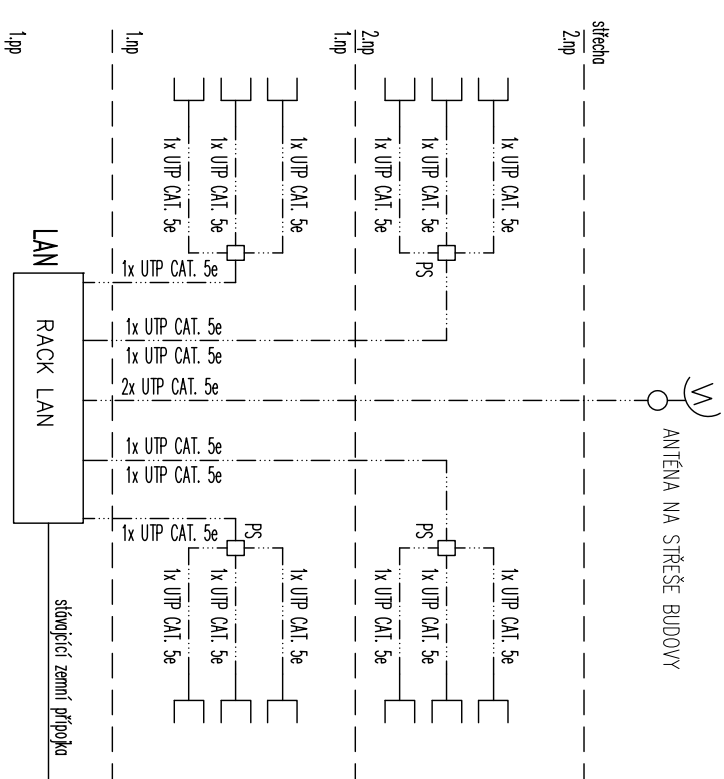 střecha
2.np
2.np
1.np
1.np
1.pp
ANTÉNA NA STŘEŠE BUDOVY
1x UTP CAT. 5e
1x UTP CAT. 5e
1x UTP CAT. 5e
PS
1x UTP CAT. 5e
1x UTP CAT. 5e
1x UTP CAT. 5e
PS
1x UTP CAT. 5e
1x UTP CAT. 5e
1x UTP CAT. 5e
1x UTP CAT. 5e
1x UTP CAT. 5e
1x UTP CAT. 5e
PS
1x UTP CAT. 5e
1x UTP CAT. 5e
1x UTP CAT. 5e
2x UTP CAT. 5e
1x UTP CAT. 5e
1x UTP CAT. 5e
1x UTP CAT. 5e
LAN
RACK LAN
stávající zemní přípojka